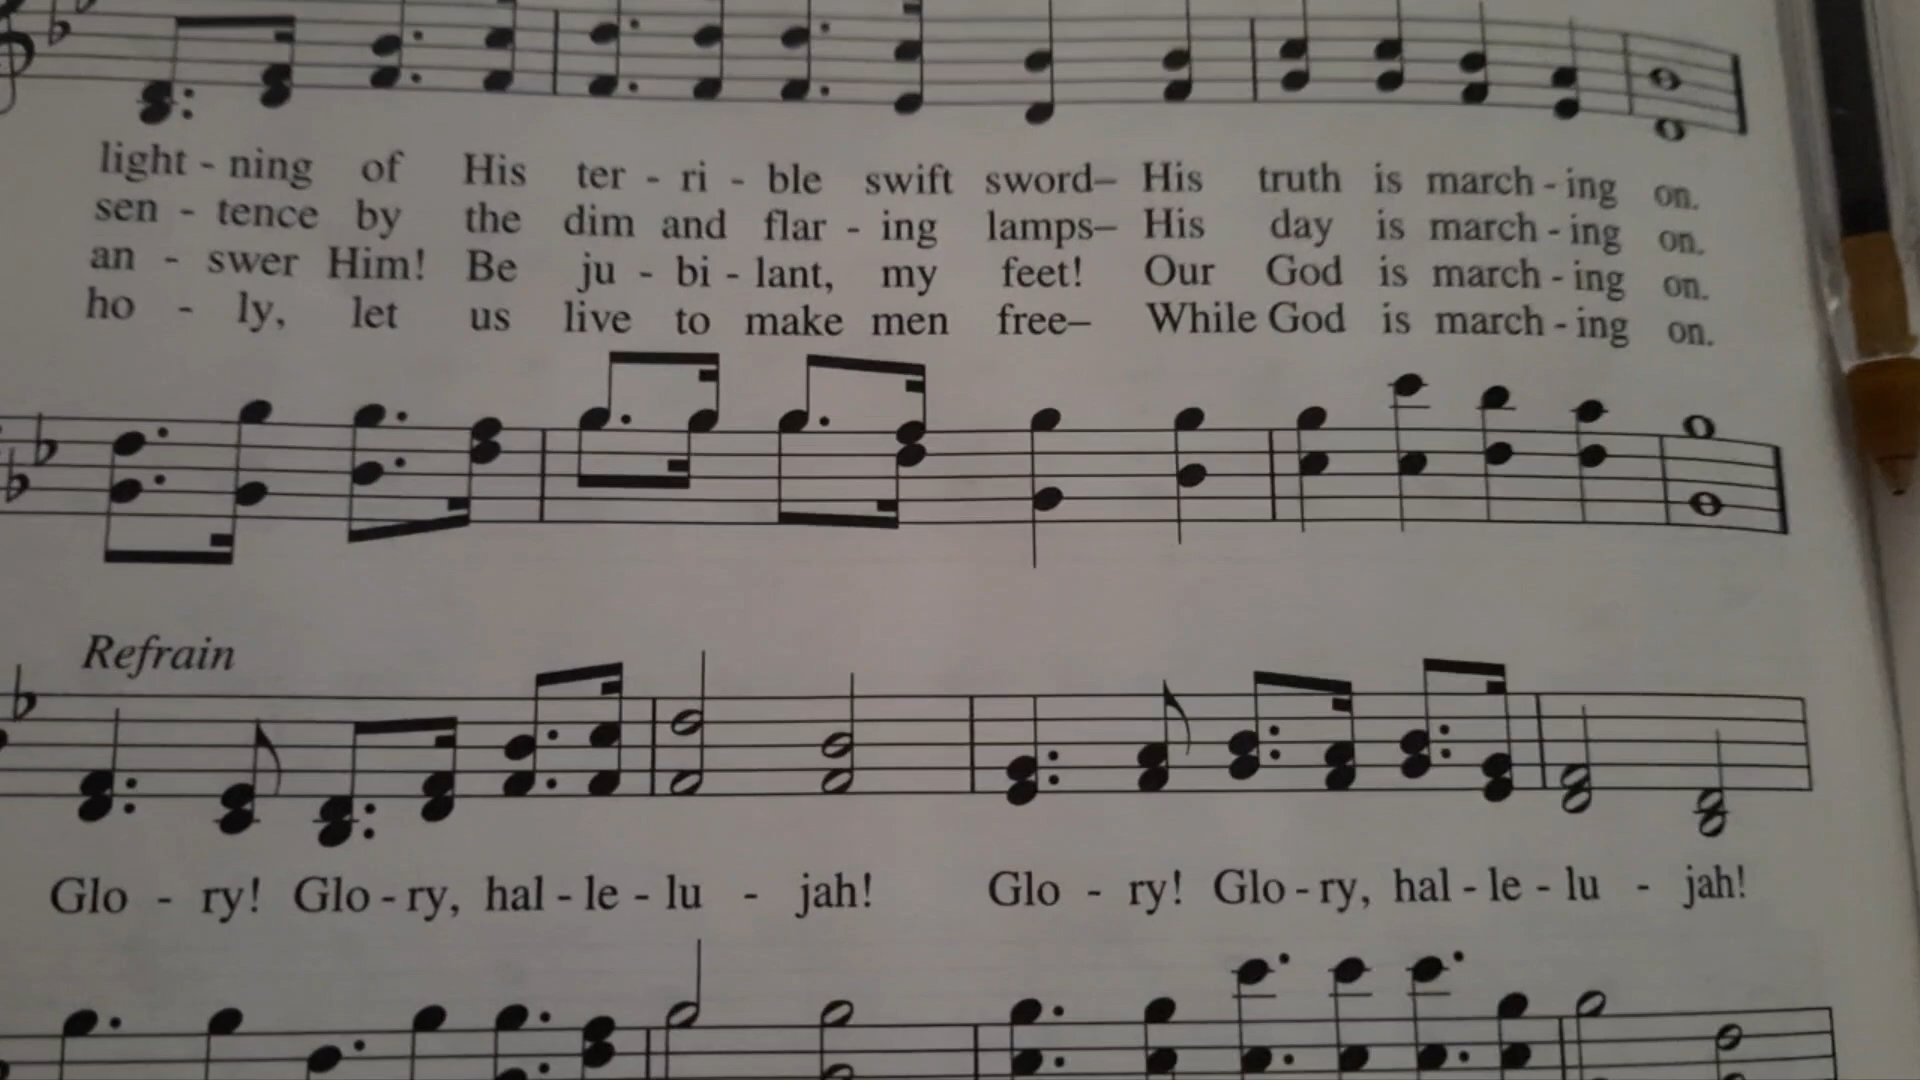 light - ning of His ter - ri - ble swift sword– His truth is march - ing on.
sen - tence by the dim and flar - ing lamps– His day is march - ing on.
an - swer Him! Be ju - bi - lant, my feet! Our God is march - ing on.
ho - ly, let us live to make men free– While God is march - ing on.
Refrain
Glo - ry! Glo - ry, hal - le - lu - jah! Glo - ry! Glo - ry, hal - le - lu - jah!